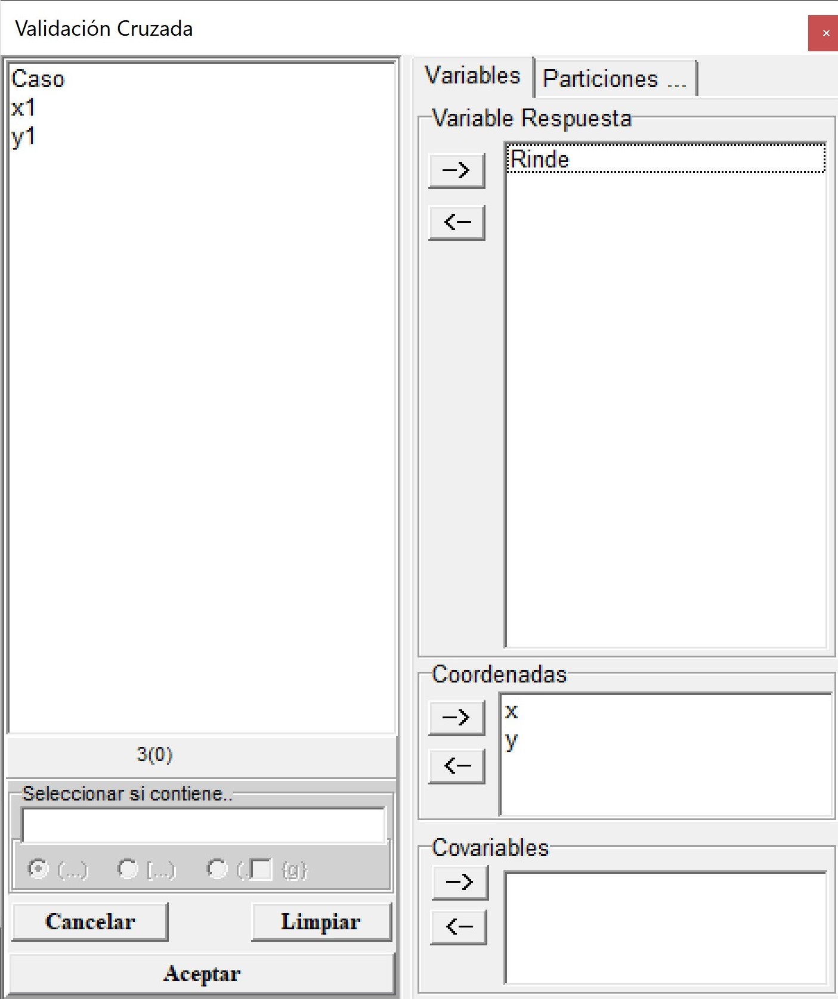 Validación Cruzada
×
Caso
x1
y1
3(0)
Seleccionar si contiene..
(...) [...) (. {g}
Cancelar Limpiar
Aceptar
Variables Particiones ...
Variable Respuesta
-->
Rinde
<--
Coordenadas
-->
x
y
<--
Covariables
-->
<--